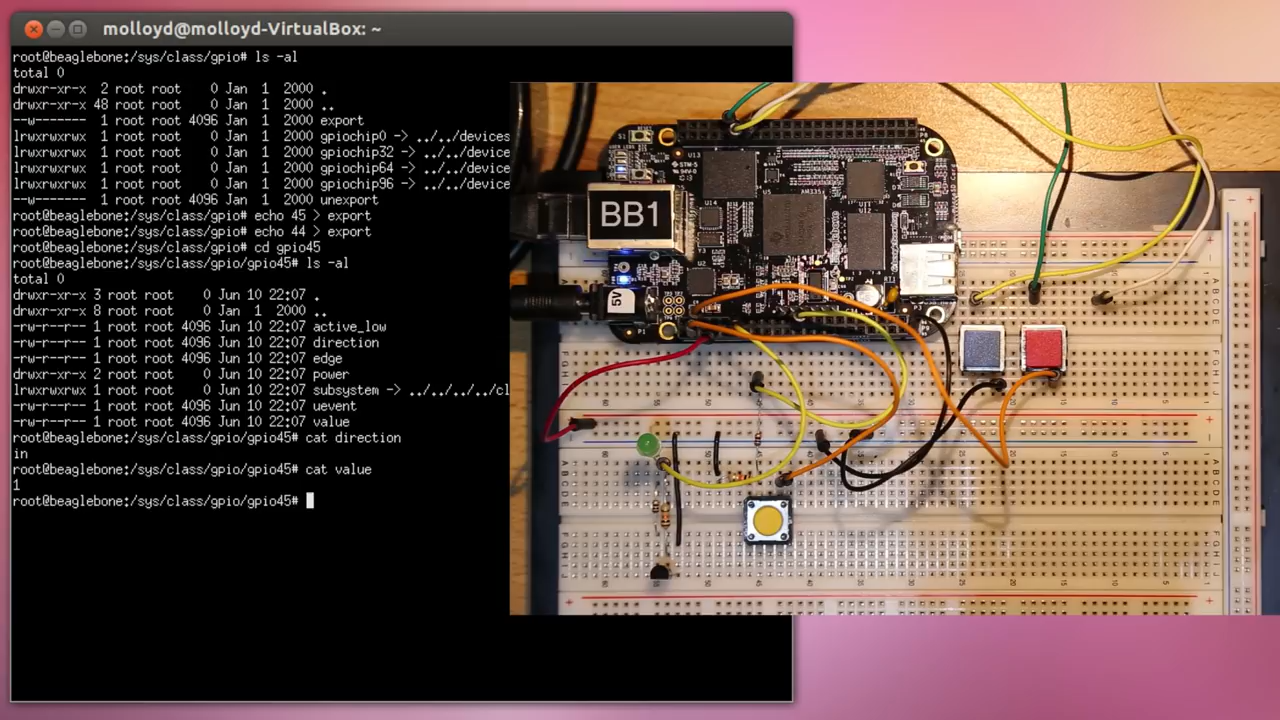 molloyd@molloyd-VirtualBox: ~
root@beaglebone:/sys/class/gpio# ls -al
total 0
drwxr-xr-x  2 root root    0 Jan  1  2000 .
drwxr-xr-x 48 root root    0 Jan  1  2000 ..
--w-------  1 root root 4096 Jan  1  2000 export
lrwxrwxrwx  1 root root    0 Jan  1  2000 gpiochip0 -> ../../devices
lrwxrwxrwx  1 root root    0 Jan  1  2000 gpiochip32 -> ../../device
lrwxrwxrwx  1 root root    0 Jan  1  2000 gpiochip64 -> ../../device
lrwxrwxrwx  1 root root    0 Jan  1  2000 gpiochip96 -> ../../device
--w-------  1 root root 4096 Jan  1  2000 unexport
root@beaglebone:/sys/class/gpio# echo 45 > export
root@beaglebone:/sys/class/gpio# echo 44 > export
root@beaglebone:/sys/class/gpio# cd gpio45
root@beaglebone:/sys/class/gpio/gpio45# ls -al
total 0
drwxr-xr-x 3 root root    0 Jun 10 22:07 .
drwxr-xr-x 8 root root    0 Jan  1  2000 ..
-rw-r--r-- 1 root root 4096 Jun 10 22:07 active_low
-rw-r--r-- 1 root root 4096 Jun 10 22:07 direction
-rw-r--r-- 1 root root 4096 Jun 10 22:07 edge
drwxr-xr-x 2 root root    0 Jun 10 22:07 power
lrwxrwxrwx 1 root root    0 Jun 10 22:07 subsystem -> ../../../../cl
-rw-r--r-- 1 root root 4096 Jun 10 22:07 uevent
-rw-r--r-- 1 root root 4096 Jun 10 22:07 value
root@beaglebone:/sys/class/gpio/gpio45# cat direction
in
root@beaglebone:/sys/class/gpio/gpio45# cat value
1
root@beaglebone:/sys/class/gpio/gpio45#
BB1
5V